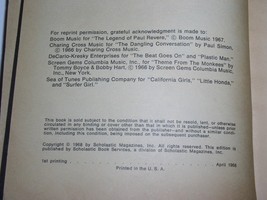 For reprint permission, grateful acknowledgment is made to:
Boom Music for "The Legend of Paul Revere," © Boom Music 1967.
Charing Cross Music for "The Dangling Conversation" by Paul Simon,
© 1966 by Charing Cross Music.
DeCarlo-Kresky Enterprises for "The Beat Goes On" and "Plastic Man."
Screen Gems Columbia Music, Inc., for "Theme From The Monkees" by
Tommy Boyce & Bobby Hart, © 1966 by Screen Gems Columbia Music,
Inc., New York.
Sea of Tunes Publishing Company for "California Girls," "Little Honda,"
and "Surfer Girl."
This book is sold subject to the condition that it shall not be resold, lent, or otherwise
circulated in any binding or cover other than that in which it is published—unless prior
written permission has been obtained from the publisher—and without a similar condition,
including this condition, being imposed on the subsequent purchaser.
Copyright © 1968 by Scholastic Magazines, Inc. All rights reserved. This edition is
published by Scholastic Book Services, a division of Scholastic Magazines, Inc.
1st printing
April 1968
Printed in the U. S. A.